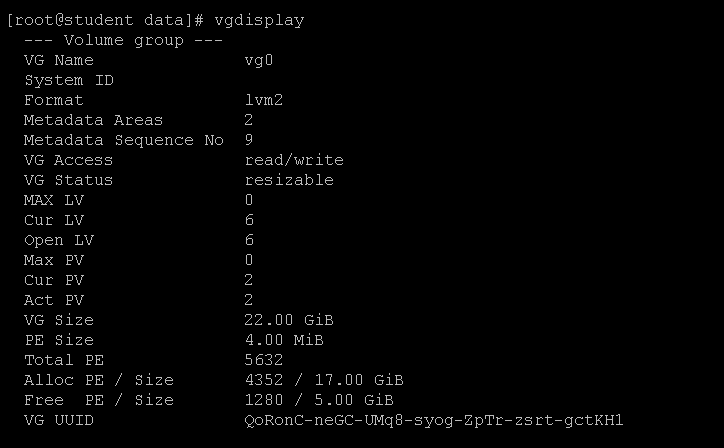 [root@student data]# vgdisplay
--- Volume group ---
VG Name vg0
System ID
Format lvm2
Metadata Areas 2
Metadata Sequence No 9
VG Access read/write
VG Status resizable
MAX LV 0
Cur LV 6
Open LV 6
Max PV 0
Cur PV 2
Act PV 2
VG Size 22.00 GiB
PE Size 4.00 MiB
Total PE 5632
Alloc PE / Size 4352 / 17.00 GiB
Free  PE / Size 1280 / 5.00 GiB
VG UUID QoRonC-neGC-UMq8-syog-ZpTr-zsrt-gctKH1